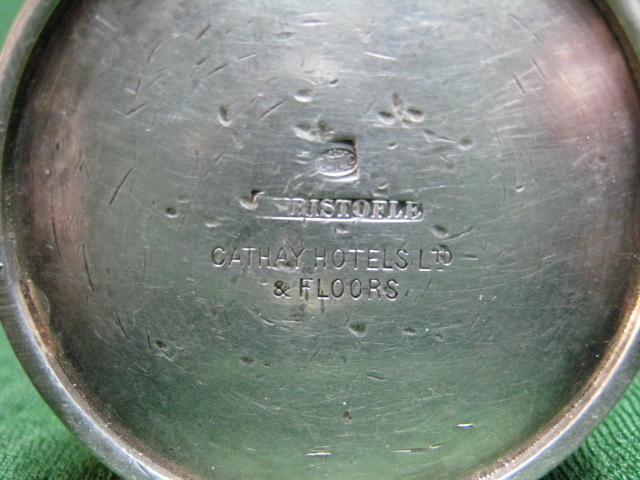 RISTOFLE
CATHAY HOTELS LTD
& FLOORS